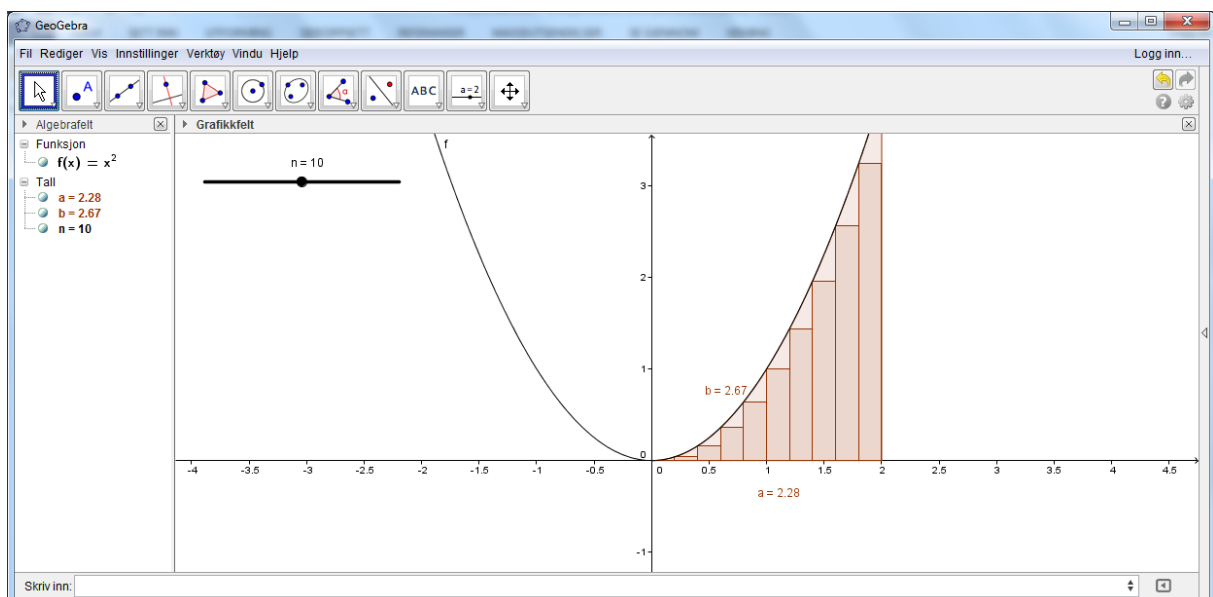 GeoGebra
Fil Rediger Vis Innstillinger Verktøy Vindu Hjelp
Logg inn...
A
α
ABC
a=2
Algebrafelt
Grafikkfelt
Funksjon
f(x) = x²
Tall
a = 2.28
b = 2.67
n = 10
n = 10
f
3
2
1
0
-1
b = 2.67
-4 -3.5 -3 -2.5 -2 -1.5 -1 -0.5 0 0.5 1 1.5 2 2.5 3 3.5 4 4.5
a = 2.28
Skriv inn: